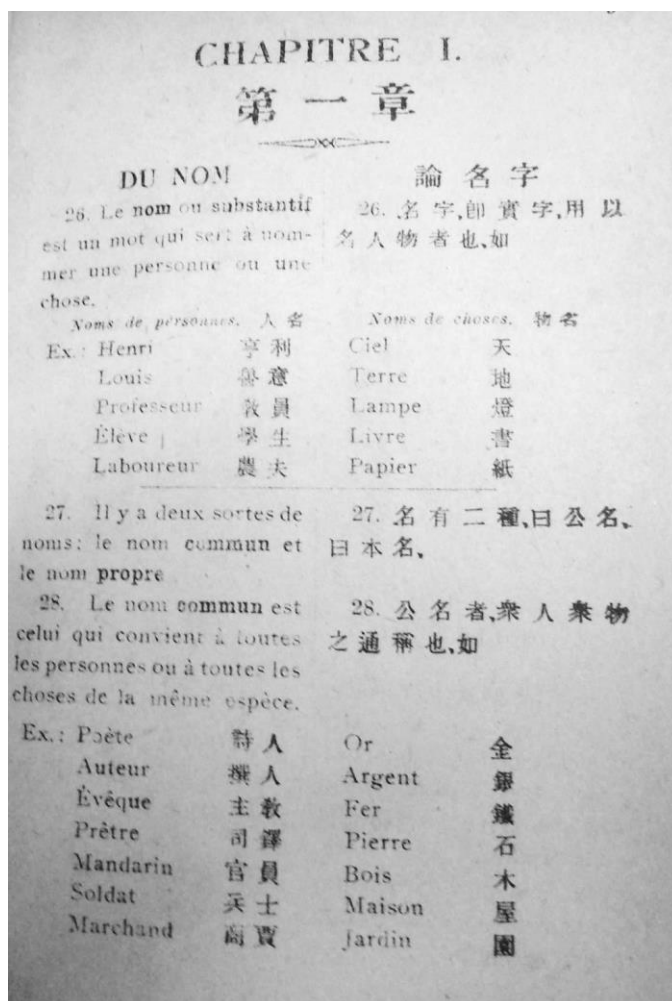 CHAPITRE I.
第一章
DU NOM
26. Le nom ou substantif
est un mot qui sert à nom-
mer une personne ou une
chose.
論名字
26. 名字,卽實字,用以
名人物者也,如
Noms de personnes. 人名 Noms de choses. 物名
Ex.: Henri 亨利 Ciel 天
Louis 魯意 Terre 地
Professeur 敎員 Lampe 燈
Élève 學生 Livre 書
Laboureur 農夫 Papier 紙
27. Il y a deux sortes de
noms: le nom commun et
le nom propre
27. 名有二種,曰公名、
曰本名、
28. Le nom commun est
celui qui convient à toutes
les personnes ou à toutes les
choses de la même espèce.
28. 公名者,衆人衆物
之通稱也,如
Ex.: Poète 詩人 Or 金
Auteur 撰人 Argent 銀
Évêque 主敎 Fer 鐵
Prêtre 司鐸 Pierre 石
Mandarin 官員 Bois 木
Soldat 兵士 Maison 屋
Marchand 商賈 Jardin 園